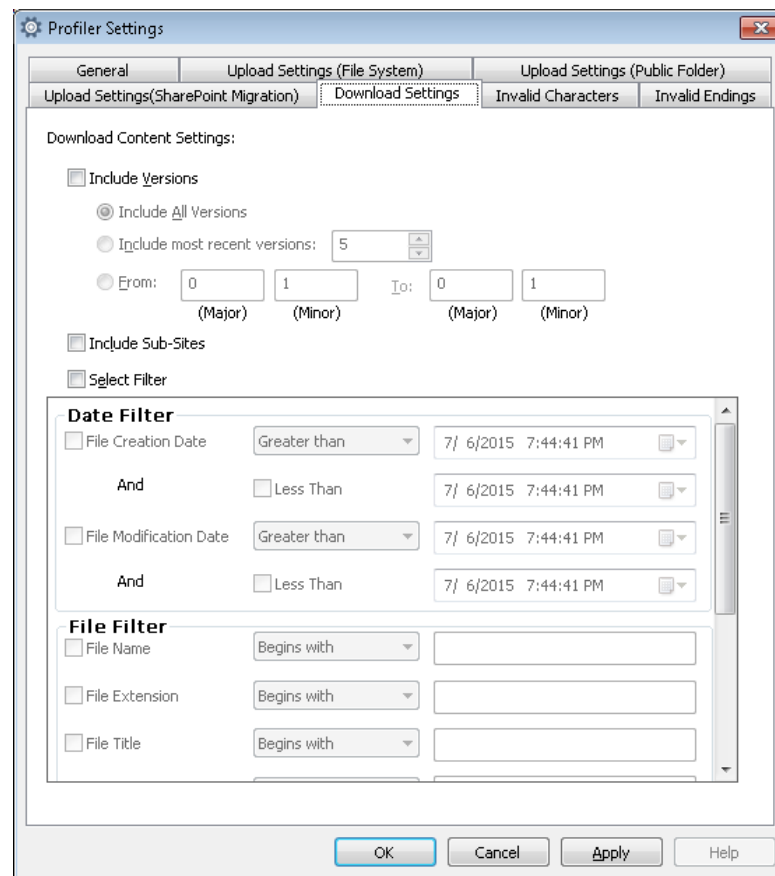 Profiler Settings
General
Upload Settings (File System)
Upload Settings (Public Folder)
Upload Settings(SharePoint Migration)
Download Settings
Invalid Characters
Invalid Endings
Download Content Settings:
Include Versions
Include All Versions
Include most recent versions: 5
From: 0 1 To: 0 1
(Major) (Minor) (Major) (Minor)
Include Sub-Sites
Select Filter
Date Filter
File Creation Date Greater than 7/ 6/2015 7:44:41 PM
And Less Than 7/ 6/2015 7:44:41 PM
File Modification Date Greater than 7/ 6/2015 7:44:41 PM
And Less Than 7/ 6/2015 7:44:41 PM
File Filter
File Name Begins with
File Extension Begins with
File Title Begins with
OK Cancel Apply Help